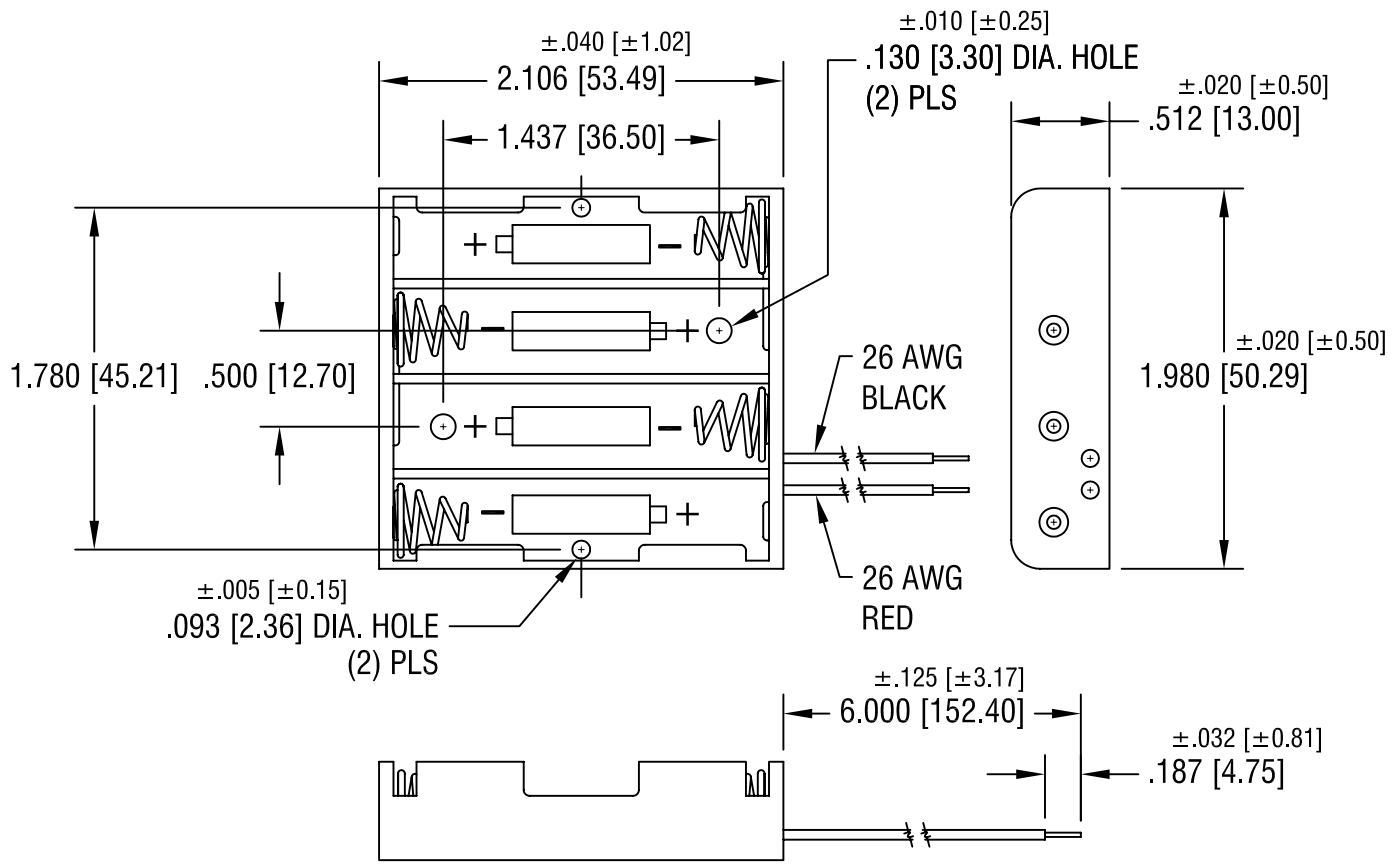 ±.040 [±1.02]
2.106 [53.49]
±.010 [±0.25]
.130 [3.30] DIA. HOLE
(2) PLS
±.020 [±0.50]
.512 [13.00]
1.437 [36.50]
+ −
− +
1.780 [45.21]
.500 [12.70]
±.020 [±0.50]
1.980 [50.29]
26 AWG
BLACK
+ −
− +
26 AWG
RED
±.005 [±0.15]
.093 [2.36] DIA. HOLE
(2) PLS
±.125 [±3.17]
6.000 [152.40]
±.032 [±0.81]
.187 [4.75]